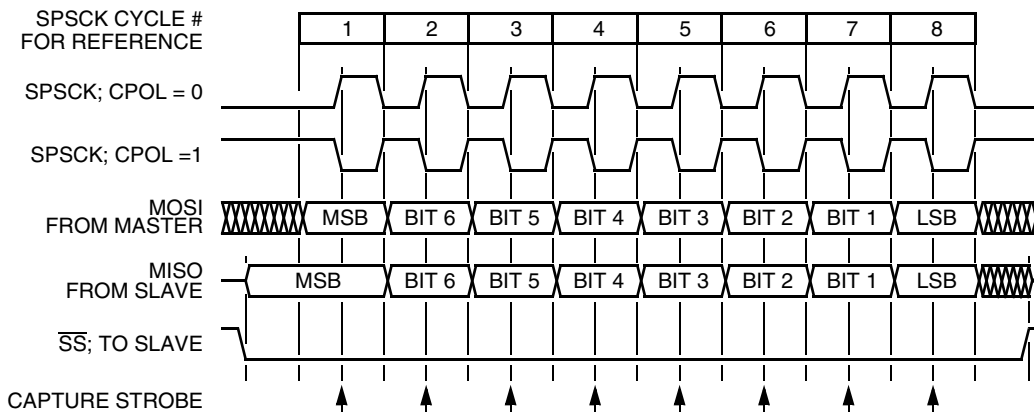 SPSCK CYCLE #
FOR REFERENCE
1 2 3 4 5 6 7 8
SPSCK; CPOL = 0
SPSCK; CPOL =1
MOSI
FROM MASTER
MSB BIT 6 BIT 5 BIT 4 BIT 3 BIT 2 BIT 1 LSB
MISO
FROM SLAVE
MSB BIT 6 BIT 5 BIT 4 BIT 3 BIT 2 BIT 1 LSB
SS; TO SLAVE
CAPTURE STROBE